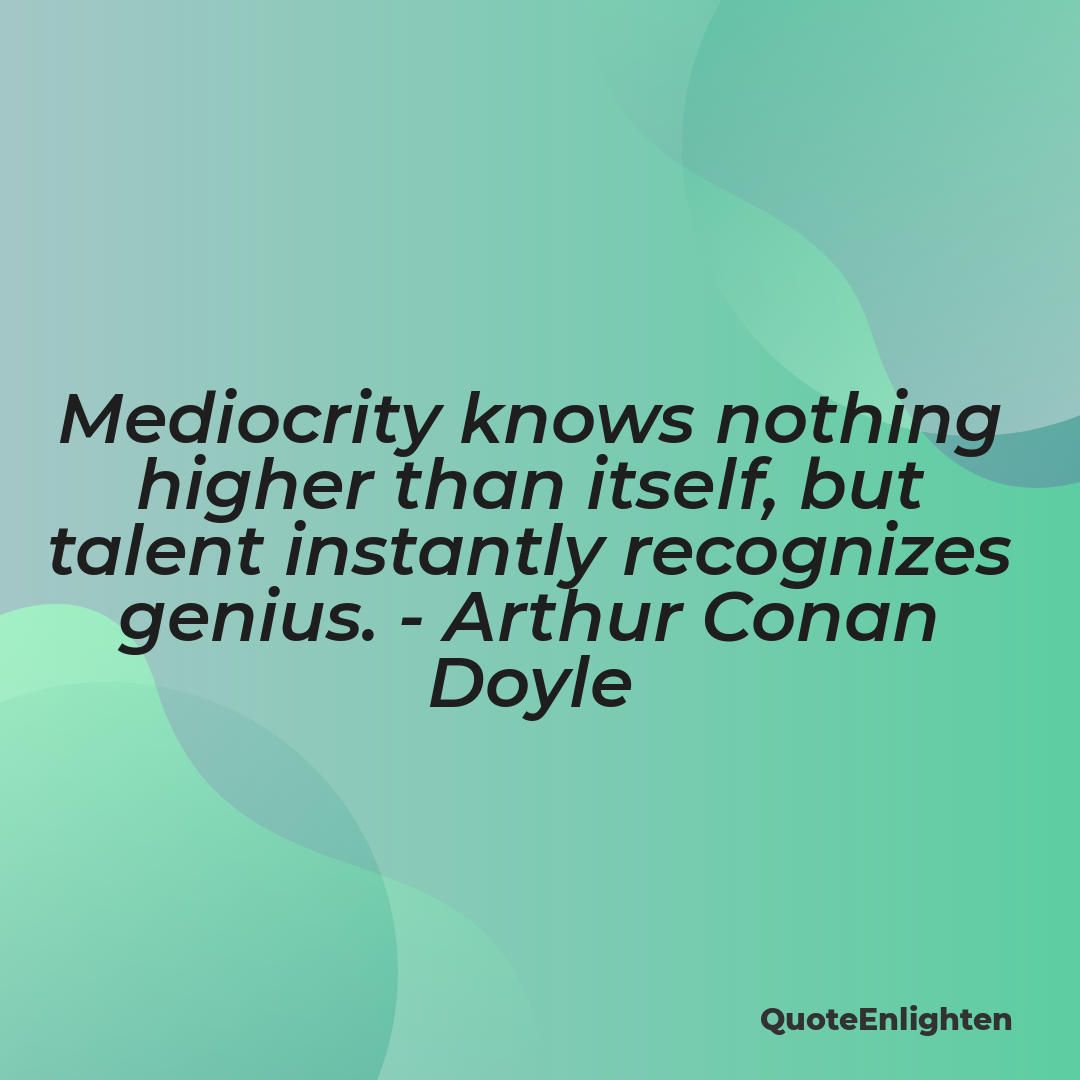 Mediocrity knows nothing
higher than itself, but
talent instantly recognizes
genius. - Arthur Conan
Doyle
QuoteEnlighten